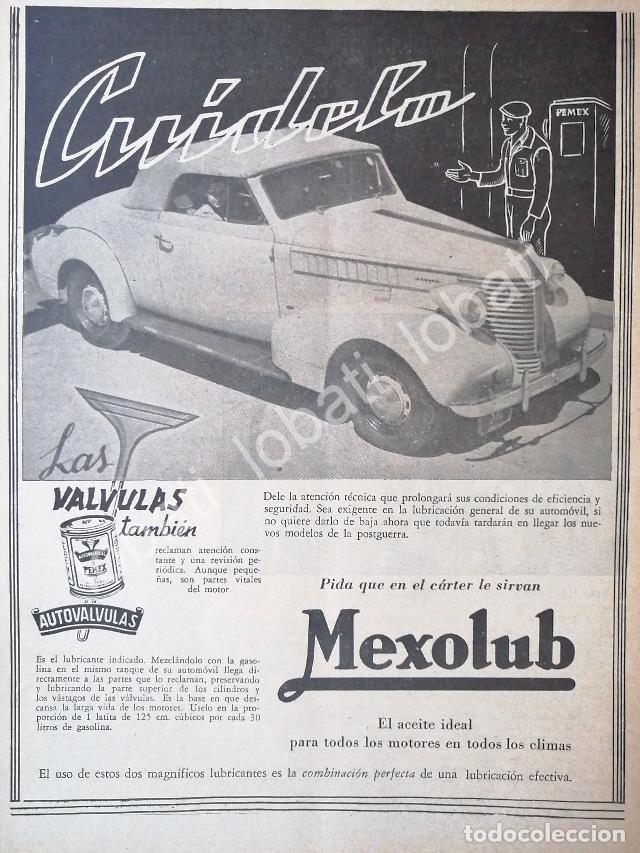 Cuidelo
PEMEX
Las
VALVULAS
también
reclaman atención cons-
tante y una revisión pe-
riódica. Aunque peque-
ñas, son partes vitales
del motor
PEMEX
AUTOVALVULAS
Es el lubricante indicado. Mezclándolo con la gaso-
lina en el mismo tanque de su automóvil llega di-
rectamente a las partes que lo reclaman, preservando
y lubricando la parte superior de los cilindros y
los vástagos de las válvulas. Es la base en que des-
cansa la larga vida de los motores. Uselo en la pro-
porción de 1 latita de 125 cm. cúbicos por cada 30
litros de gasolina.
Dele la atención técnica que prolongará sus condiciones de eficiencia y
seguridad. Sea exigente en la lubricación general de su automóvil, si
no quiere darlo de baja ahora que todavía tardarán en llegar los nue-
vos modelos de la postguerra.
Pida que en el cárter le sirvan
Mexolub
El aceite ideal
para todos los motores en todos los climas
El uso de estos dos magníficos lubricantes es la combinación perfecta de una lubricación efectiva.
lobati lobati lobati
todocoleccion